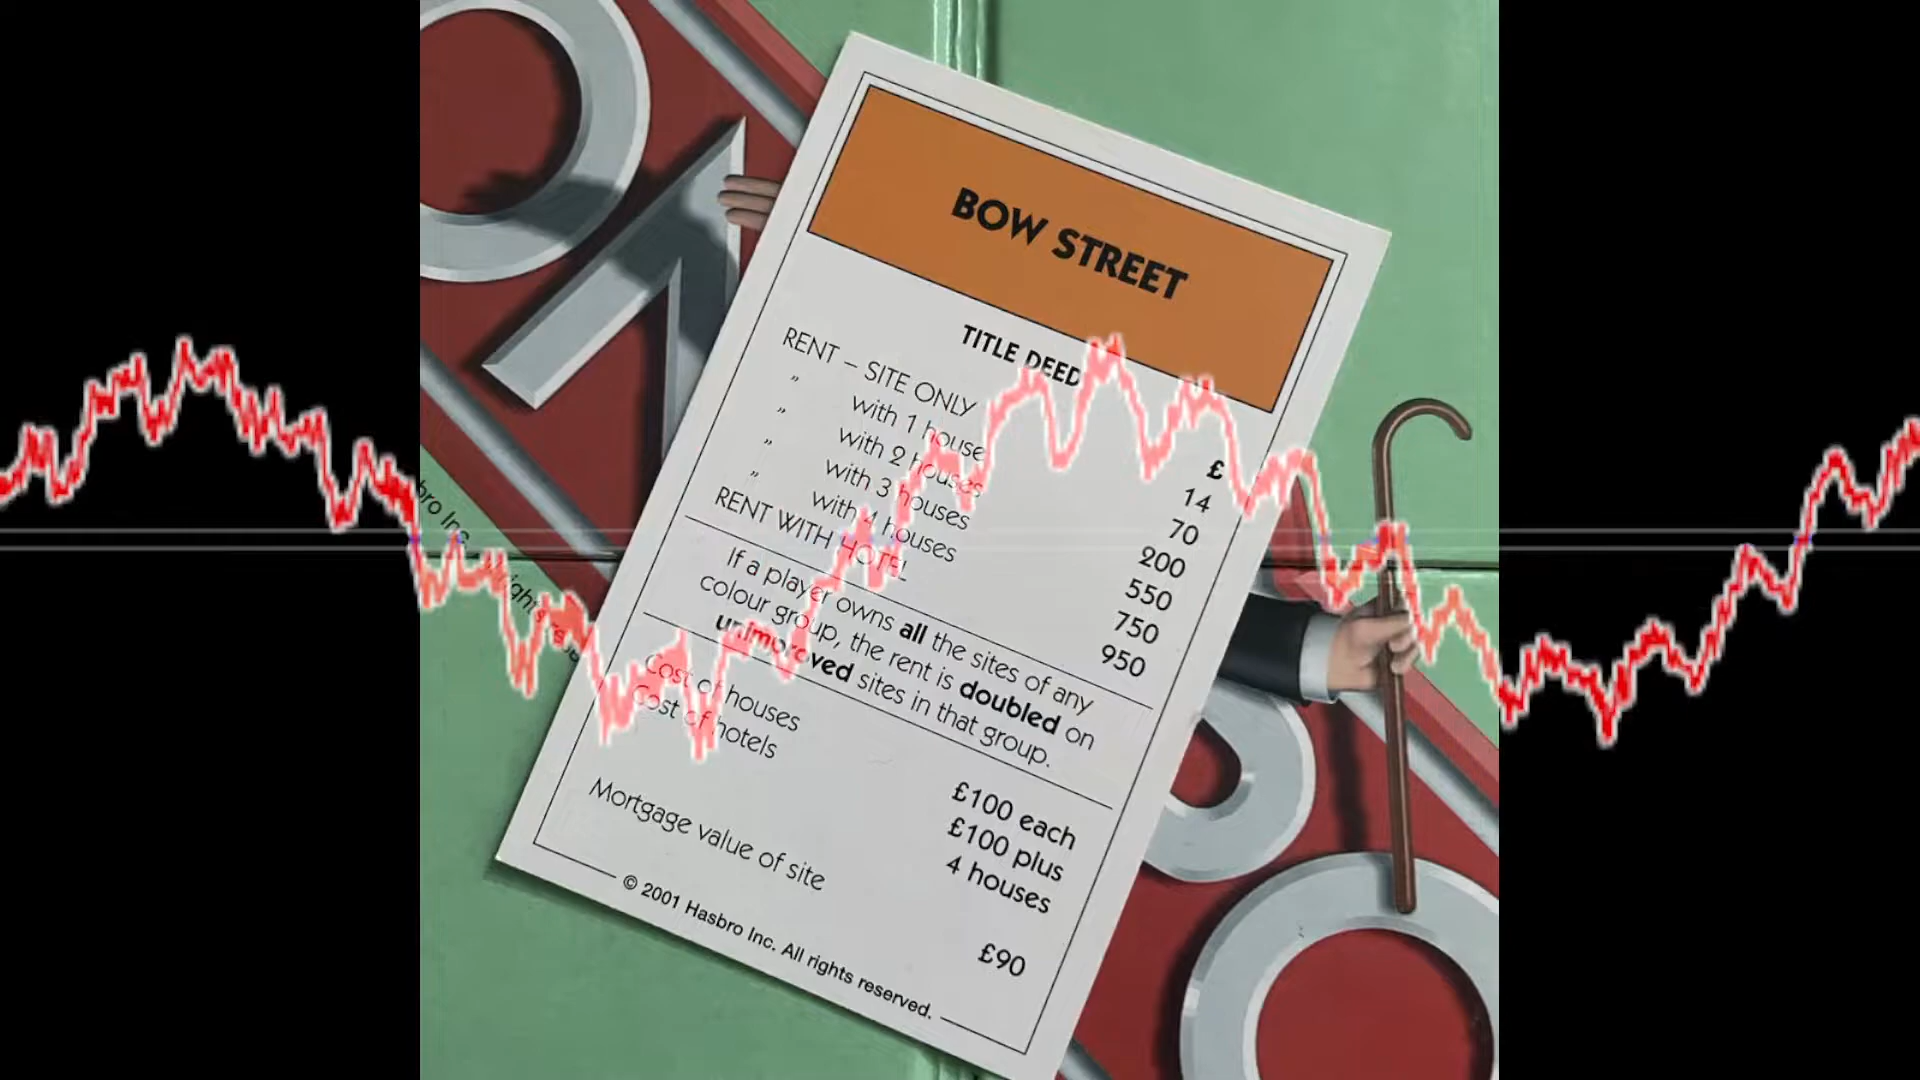 BOW STREET
TITLE DEED
£
RENT – SITE ONLY 14
„ with 1 house 70
„ with 2 houses 200
„ with 3 houses 550
„ with 4 houses 750
RENT WITH HOTEL 950
If a player owns all the sites of any
colour group, the rent is doubled on
unimproved sites in that group.
Cost of houses £100 each
Cost of hotels £100 plus
4 houses
Mortgage value of site £90
© 2001 Hasbro Inc. All rights reserved.
bro Inc.